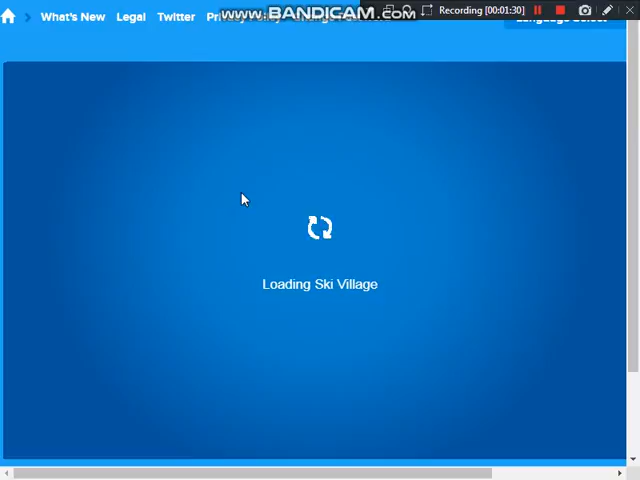 www.BANDICAM.com
Recording [00:01:30]
What's New Legal Twitter
Loading Ski Village